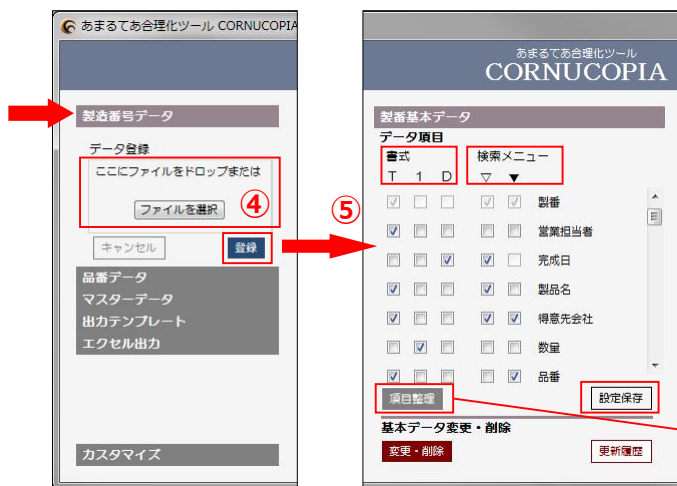 あまるてあ合理化ツール CORNUCOPIA
製造番号データ
データ登録
ここにファイルをドロップまたは
ファイルを選択
④
キャンセル
登録
品番データ
マスターデータ
出力テンプレート
エクセル出力
カスタマイズ
⑤
あまるてあ合理化ツール
CORNUCOPIA
製番基本データ
データ項目
書式 検索メニュー
T 1 D ▽ ▼
製番
営業担当者
完成日
製品名
得意先会社
数量
品番
項目整理
設定保存
基本データ変更・削除
変更・削除
更新履歴